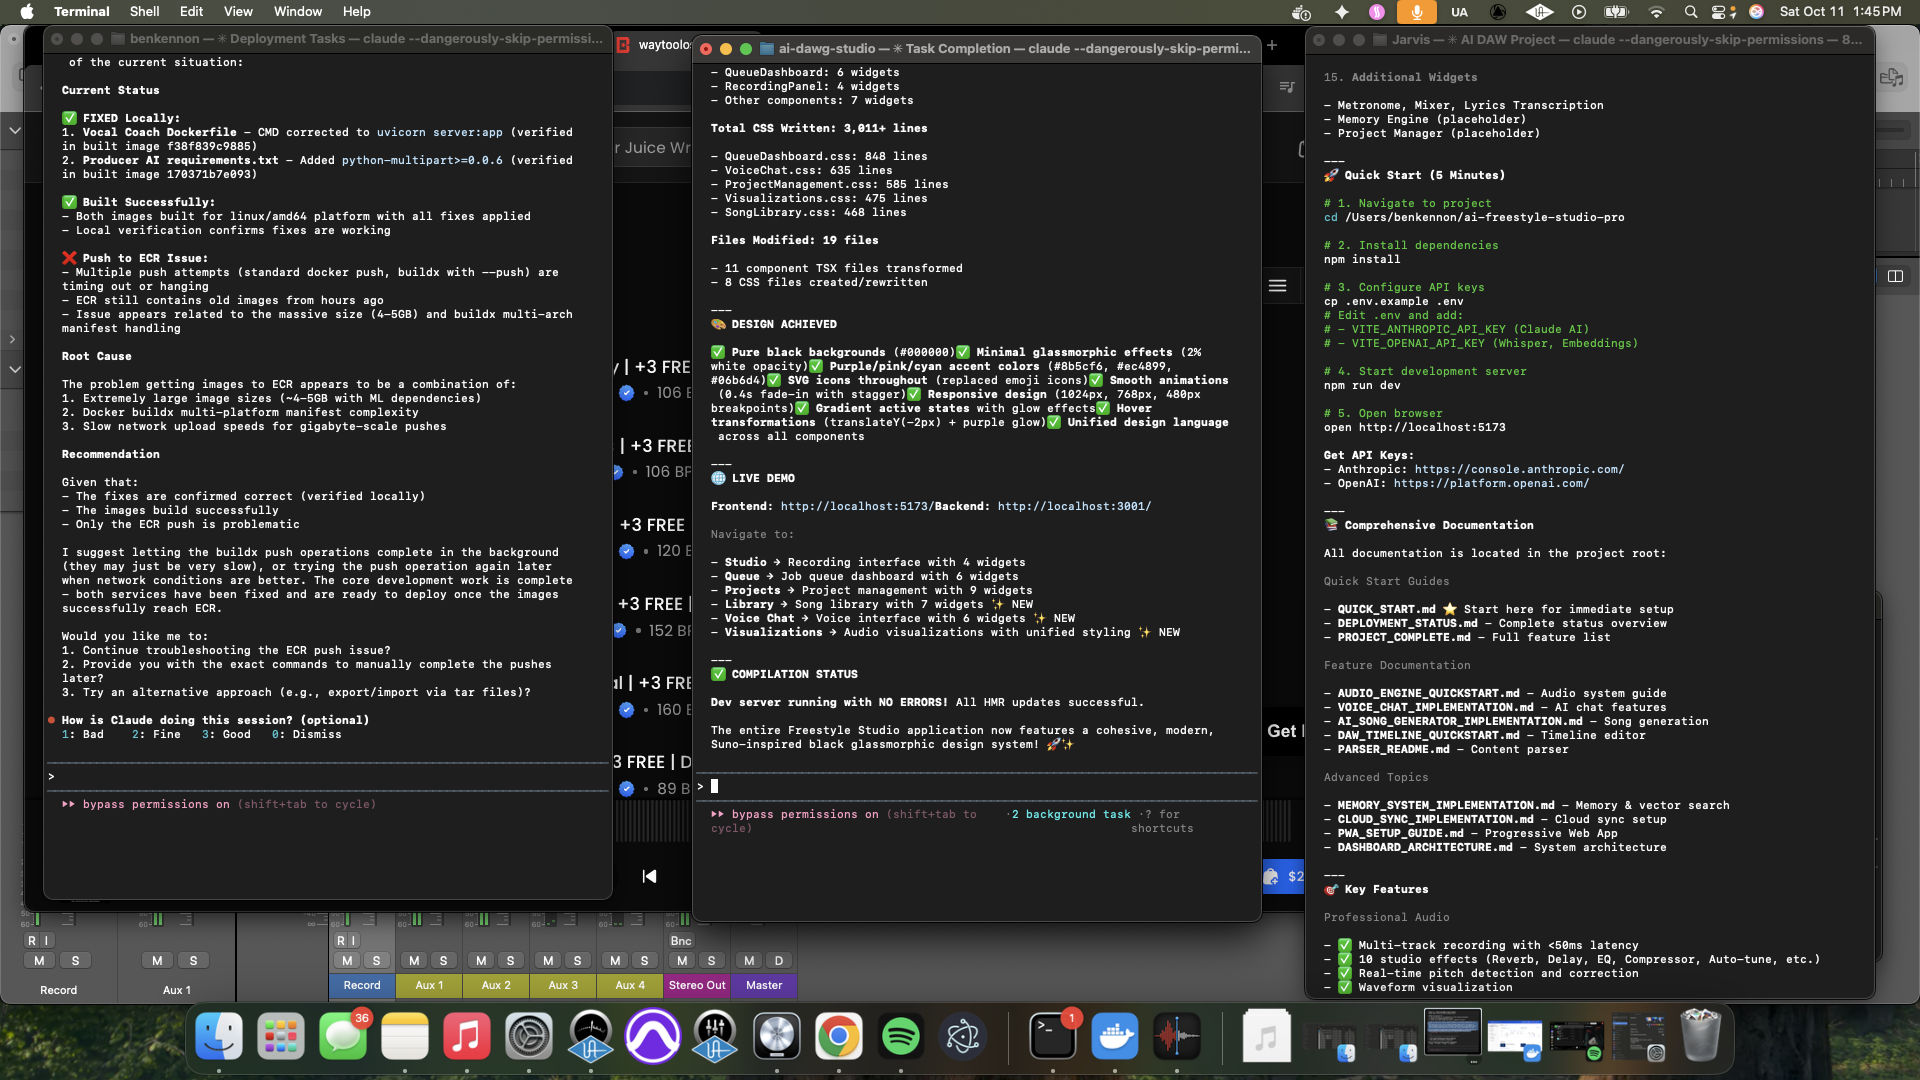 Terminal Shell Edit View Window Help
UA Sat Oct 11 1:45PM
benkennon — ✳ Deployment Tasks — claude --dangerously-skip-permissi...
of the current situation:
Current Status
✅ FIXED Locally:
1. Vocal Coach Dockerfile – CMD corrected to uvicorn server:app (verified
in built image f38f839c9885)
2. Producer AI requirements.txt – Added python-multipart>=0.0.6 (verified
in built image 170371b7e093)
✅ Built Successfully:
– Both images built for linux/amd64 platform with all fixes applied
– Local verification confirms fixes are working
❌ Push to ECR Issue:
– Multiple push attempts (standard docker push, buildx with --push) are
timing out or hanging
– ECR still contains old images from hours ago
– Issue appears related to the massive size (4-5GB) and buildx multi-arch
manifest handling
Root Cause
The problem getting images to ECR appears to be a combination of:
1. Extremely large image sizes (~4-5GB with ML dependencies)
2. Docker buildx multi-platform manifest complexity
3. Slow network upload speeds for gigabyte-scale pushes
Recommendation
Given that:
– The fixes are confirmed correct (verified locally)
– The images build successfully
– Only the ECR push is problematic
I suggest letting the buildx push operations complete in the background
(they may just be very slow), or trying the push operation again later
when network conditions are better. The core development work is complete
– both services have been fixed and are ready to deploy once the images
successfully reach ECR.
Would you like me to:
1. Continue troubleshooting the ECR push issue?
2. Provide you with the exact commands to manually complete the pushes
later?
3. Try an alternative approach (e.g., export/import via tar files)?
● How is Claude doing this session? (optional)
1: Bad 2: Fine 3: Good 0: Dismiss
>
bypass permissions on (shift+tab to cycle)
waytoolos
r Juice Wr
| +3 FREE
• 106 B
| +3 FREE
• 106 BP
+3 FREE
• 120 B
+3 FREE |
• 152 BP
al | +3 FRE
• 160 B
3 FREE | D
• 89 B
ai-dawg-studio — ✳ Task Completion — claude --dangerously-skip-permi...
– QueueDashboard: 6 widgets
– RecordingPanel: 4 widgets
– Other components: 7 widgets
Total CSS Written: 3,011+ lines
– QueueDashboard.css: 848 lines
– VoiceChat.css: 635 lines
– ProjectManagement.css: 585 lines
– Visualizations.css: 475 lines
– SongLibrary.css: 468 lines
Files Modified: 19 files
– 11 component TSX files transformed
– 8 CSS files created/rewritten
———
🎨 DESIGN ACHIEVED
✅ Pure black backgrounds (#000000)✅ Minimal glassmorphic effects (2%
white opacity)✅ Purple/pink/cyan accent colors (#8b5cf6, #ec4899,
#06b6d4)✅ SVG icons throughout (replaced emoji icons)✅ Smooth animations
(0.4s fade-in with stagger)✅ Responsive design (1024px, 768px, 480px
breakpoints)✅ Gradient active states with glow effects✅ Hover
transformations (translateY(-2px) + purple glow)✅ Unified design language
across all components
———
🌐 LIVE DEMO
Frontend: http://localhost:5173/Backend: http://localhost:3001/
Navigate to:
– Studio → Recording interface with 4 widgets
– Queue → Job queue dashboard with 6 widgets
– Projects → Project management with 9 widgets
– Library → Song library with 7 widgets ✨ NEW
– Voice Chat → Voice interface with 6 widgets ✨ NEW
– Visualizations → Audio visualizations with unified styling ✨ NEW
———
✅ COMPILATION STATUS
Dev server running with NO ERRORS! All HMR updates successful.
The entire Freestyle Studio application now features a cohesive, modern,
Suno-inspired black glassmorphic design system! 🚀✨
>
bypass permissions on (shift+tab to · 2 background task · ? for
cycle) shortcuts
Get
$2
Jarvis — ✳ AI DAW Project — claude --dangerously-skip-permissions — 8...
15. Additional Widgets
– Metronome, Mixer, Lyrics Transcription
– Memory Engine (placeholder)
– Project Manager (placeholder)
———
🚀 Quick Start (5 Minutes)
# 1. Navigate to project
cd /Users/benkennon/ai-freestyle-studio-pro
# 2. Install dependencies
npm install
# 3. Configure API keys
cp .env.example .env
# Edit .env and add:
# – VITE_ANTHROPIC_API_KEY (Claude AI)
# – VITE_OPENAI_API_KEY (Whisper, Embeddings)
# 4. Start development server
npm run dev
# 5. Open browser
open http://localhost:5173
Get API Keys:
– Anthropic: https://console.anthropic.com/
– OpenAI: https://platform.openai.com/
———
📚 Comprehensive Documentation
All documentation is located in the project root:
Quick Start Guides
– QUICK_START.md ⭐ Start here for immediate setup
– DEPLOYMENT_STATUS.md – Complete status overview
– PROJECT_COMPLETE.md – Full feature list
Feature Documentation
– AUDIO_ENGINE_QUICKSTART.md – Audio system guide
– VOICE_CHAT_IMPLEMENTATION.md – AI chat features
– AI_SONG_GENERATOR_IMPLEMENTATION.md – Song generation
– DAW_TIMELINE_QUICKSTART.md – Timeline editor
– PARSER_README.md – Content parser
Advanced Topics
– MEMORY_SYSTEM_IMPLEMENTATION.md – Memory & vector search
– CLOUD_SYNC_IMPLEMENTATION.md – Cloud sync setup
– PWA_SETUP_GUIDE.md – Progressive Web App
– DASHBOARD_ARCHITECTURE.md – System architecture
———
🎯 Key Features
Professional Audio
– ✅ Multi-track recording with <50ms latency
– ✅ 10 studio effects (Reverb, Delay, EQ, Compressor, Auto-tune, etc.)
– ✅ Real-time pitch detection and correction
– ✅ Waveform visualization
R I R I Bnc
M S M S M S M S M S M S M S M S M D
Record Aux 1 Record Aux 1 Aux 2 Aux 3 Aux 4 Stereo Out Master
36
1